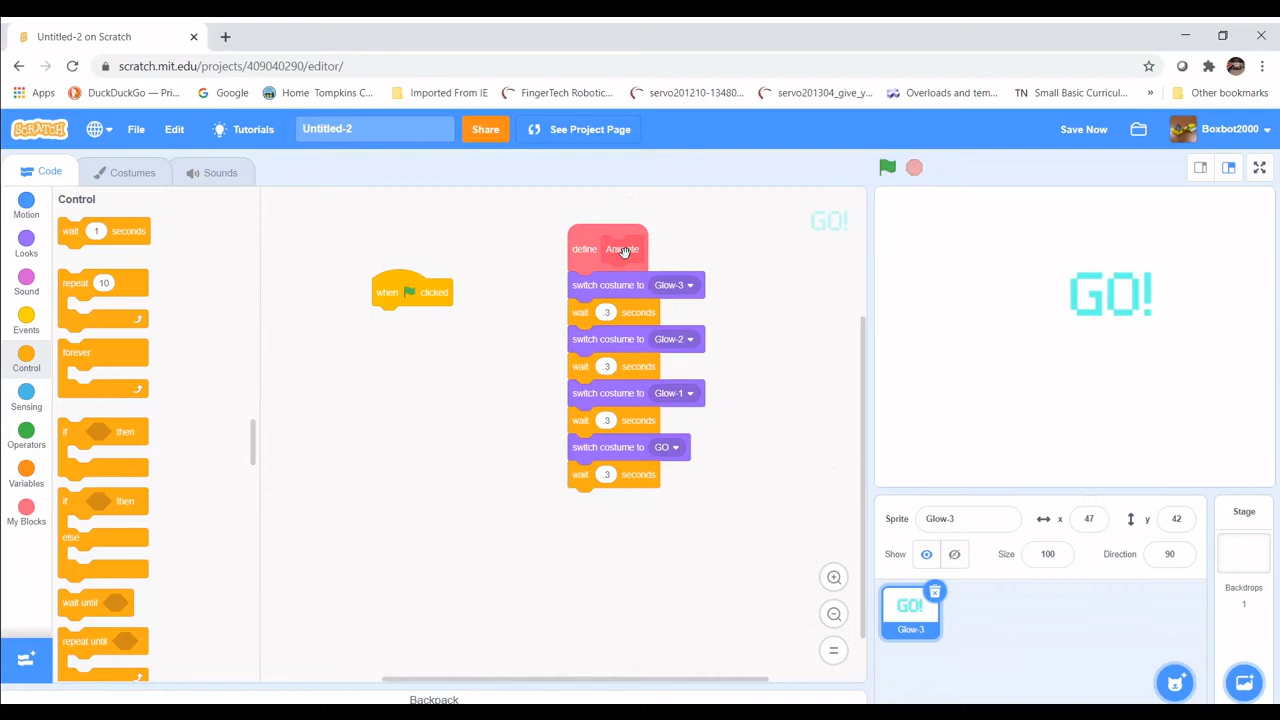 Untitled-2 on Scratch
scratch.mit.edu/projects/409040290/editor/
Apps DuckDuckGo — Pri... Google Home Tompkins C... Imported From IE FingerTech Robotic... servo201210-13480... servo201304_give_y... Overloads and tem... TN Small Basic Curricul... » Other bookmarks
SCRATCH File Edit Tutorials Untitled-2 Share See Project Page Save Now Boxbot2000
Code Costumes Sounds
Motion
Looks
Sound
Events
Control
Sensing
Operators
Variables
My Blocks
Control
wait 1 seconds
repeat 10
forever
if then
if then
else
wait until
repeat until
when clicked
define Animate
switch costume to Glow-3
wait .3 seconds
switch costume to Glow-2
wait .3 seconds
switch costume to Glow-1
wait .3 seconds
switch costume to GO
wait .3 seconds
GO!
GO!
Sprite Glow-3 x 47 y 42
Show Size 100 Direction 90
GO!
Glow-3
Stage
Backdrops
1
Backpack